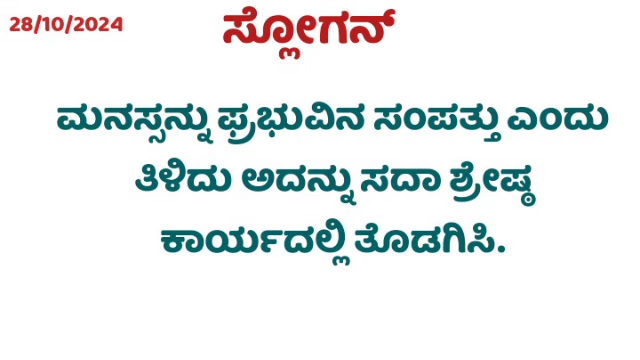 28/10/2024
ಸ್ಲೋಗನ್
ಮನಸ್ಸನ್ನು ಫ್ರಭುವಿನ ಸಂಪತ್ತು ಎಂದು
ತಿಳಿದು ಅದನ್ನು ಸದಾ ಶ್ರೇಷ್ಠ
ಕಾರ್ಯದಲ್ಲಿ ತೊಡಗಿಸಿ.